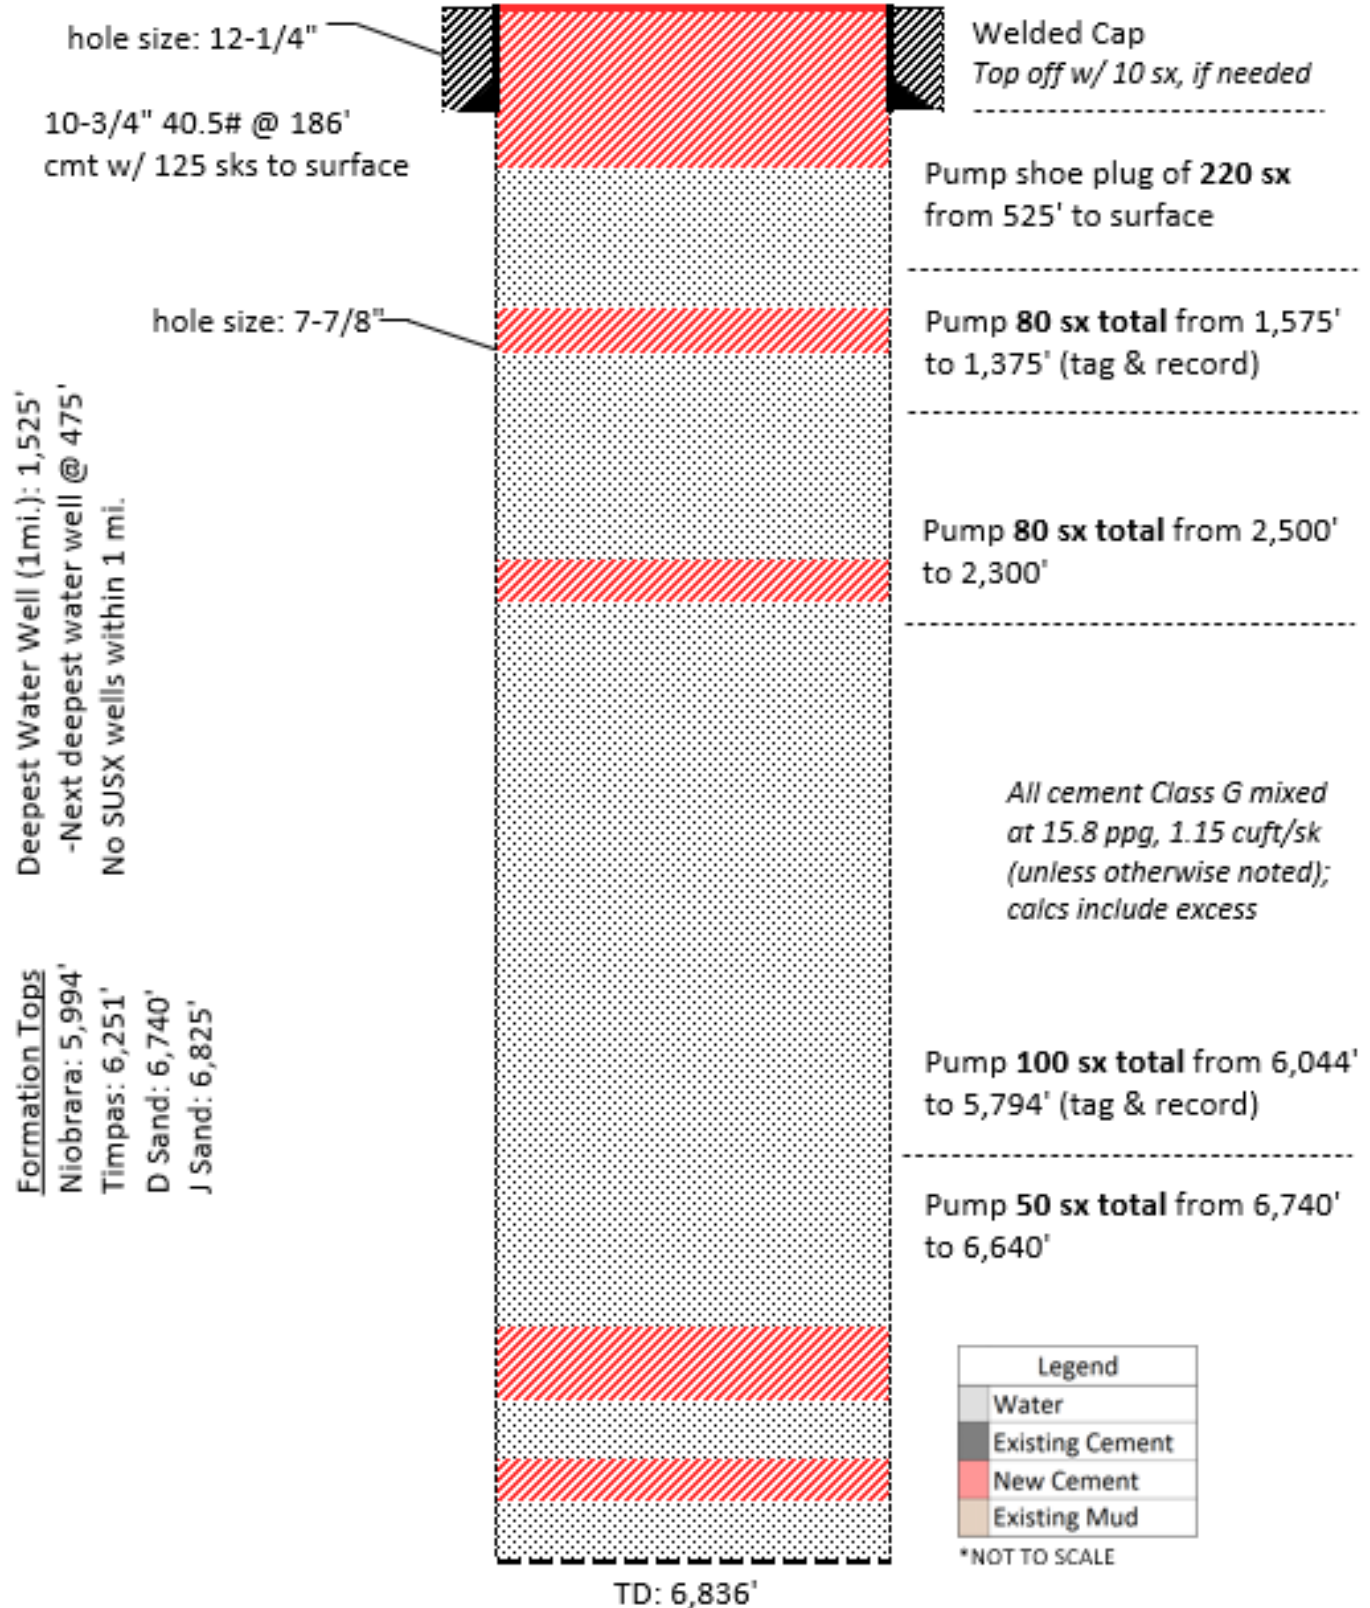 hole size: 12-1/4"
10-3/4" 40.5# @ 186'
cmt w/ 125 sks to surface
hole size: 7-7/8"
Deepest Water Well (1mi.): 1,525'
-Next deepest water well @ 475'
No SUSX wells within 1 mi.
Formation Tops
Niobrara: 5,994'
Timpas: 6,251'
D Sand: 6,740'
J Sand: 6,825'
Welded Cap
Top off w/ 10 sx, if needed
Pump shoe plug of 220 sx
from 525' to surface
Pump 80 sx total from 1,575'
to 1,375' (tag & record)
Pump 80 sx total from 2,500'
to 2,300'
All cement Class G mixed
at 15.8 ppg, 1.15 cuft/sk
(unless otherwise noted);
calcs include excess
Pump 100 sx total from 6,044'
to 5,794' (tag & record)
Pump 50 sx total from 6,740'
to 6,640'
Legend
Water
Existing Cement
New Cement
Existing Mud
*NOT TO SCALE
TD: 6,836'